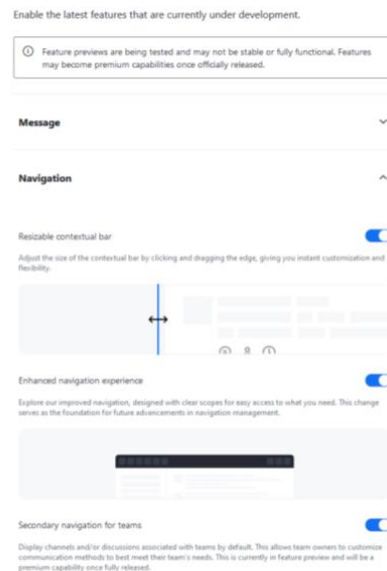 Enable the latest features that are currently under development.
Feature previews are being tested and may not be stable or fully functional. Features
may become premium capabilities once officially released.
Message
Navigation
Resizable contextual bar
Adjust the size of the contextual bar by clicking and dragging the edge, giving you instant customization and
flexibility.
Enhanced navigation experience
Explore our improved navigation, designed with clear scopes for easy access to what you need. This change
serves as the foundation for future advancements in navigation management.
Secondary navigation for teams
Display channels and/or discussions associated with teams by default. This allows team owners to customize
communication methods to best meet their team's needs. This is currently in feature preview and will be a
premium capability once fully released.